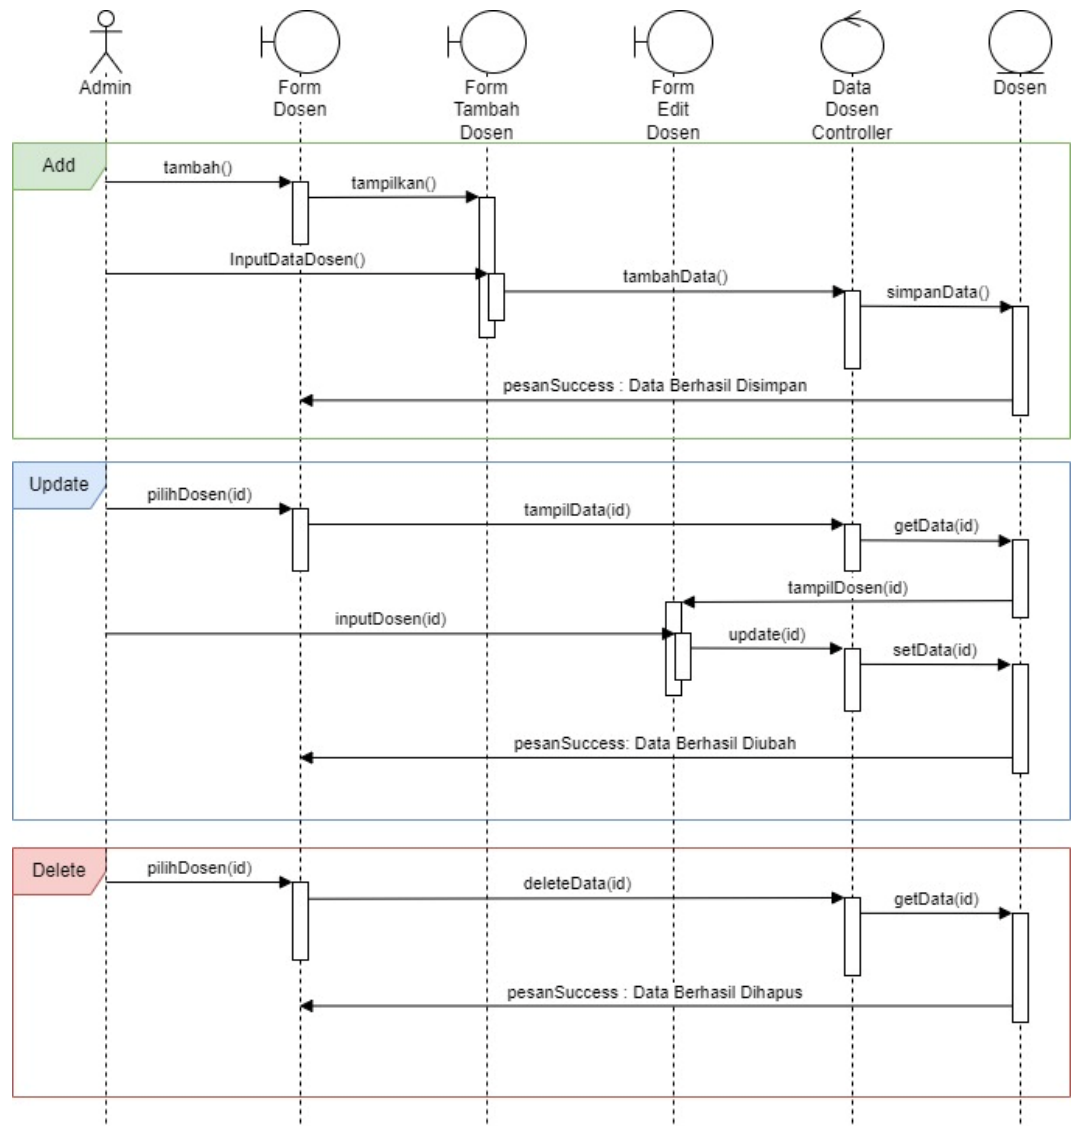 Admin
Form
Dosen
Form
Tambah
Dosen
Form
Edit
Dosen
Data
Dosen
Controller
Dosen
Add
tambah()
tampilkan()
InputDataDosen()
tambahData()
simpanData()
pesanSuccess : Data Berhasil Disimpan
Update
pilihDosen(id)
tampilData(id)
getData(id)
tampilDosen(id)
inputDosen(id)
update(id)
setData(id)
pesanSuccess: Data Berhasil Diubah
Delete
pilihDosen(id)
deleteData(id)
getData(id)
pesanSuccess : Data Berhasil Dihapus